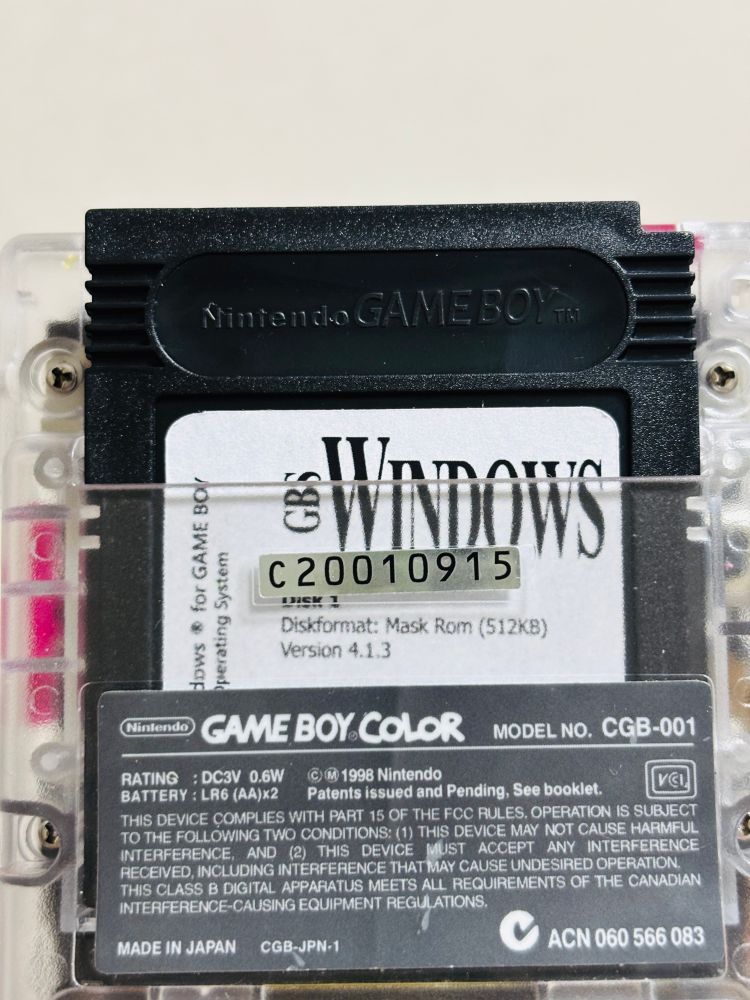 Nintendo GAME BOY TM
GB WINDOWS
C20010915
Disk 1
Diskformat: Mask Rom (512KB)
Version 4.1.3
® for GAME BOY
Operating System
Nintendo GAME BOY COLOR MODEL NO. CGB-001
RATING : DC3V 0.6W © M 1998 Nintendo
BATTERY : LR6 (AA)x2 Patents issued and Pending, See booklet.
VCI
THIS DEVICE COMPLIES WITH PART 15 OF THE FCC RULES. OPERATION IS SUBJECT
TO THE FOLLOWING TWO CONDITIONS: (1) THIS DEVICE MAY NOT CAUSE HARMFUL
INTERFERENCE, AND (2) THIS DEVICE MUST ACCEPT ANY INTERFERENCE
RECEIVED, INCLUDING INTERFERENCE THAT MAY CAUSE UNDESIRED OPERATION.
THIS CLASS B DIGITAL APPARATUS MEETS ALL REQUIREMENTS OF THE CANADIAN
INTERFERENCE-CAUSING EQUIPMENT REGULATIONS.
MADE IN JAPAN CGB-JPN-1 ACN 060 566 083